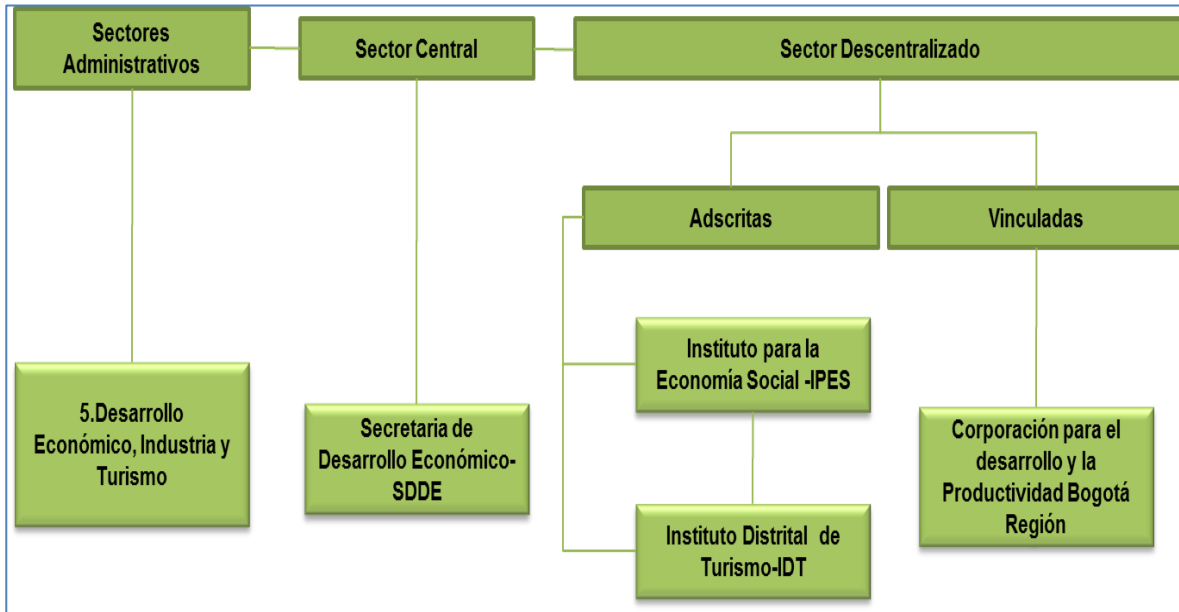 Sectores
Administrativos
Sector Central
Sector Descentralizado
Adscritas
Vinculadas
Instituto para la
Economía Social -IPES
5.Desarrollo
Económico, Industria y
Turismo
Secretaria de
Desarrollo Económico-
SDDE
Corporación para el
desarrollo y la
Productividad Bogotá
Región
Instituto Distrital de
Turismo-IDT